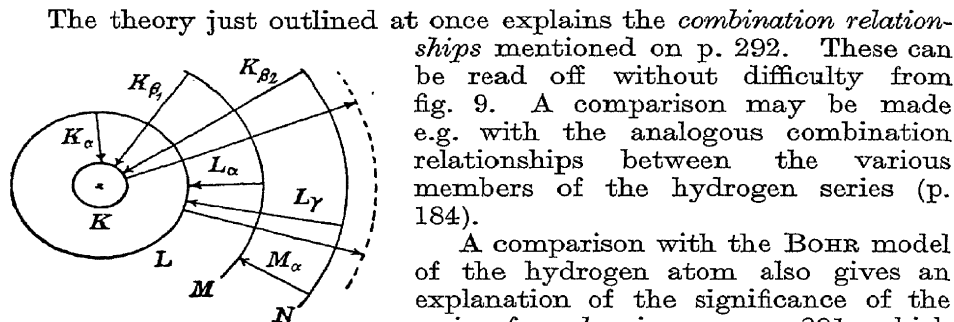 The theory just outlined at once explains the combination relation-
ships mentioned on p. 292. These can
be read off without difficulty from
fig. 9. A comparison may be made
e.g. with the analogous combination
relationships between the various
members of the hydrogen series (p.
184).
A comparison with the BOHR model
of the hydrogen atom also gives an
explanation of the significance of the
Kβ₁
Kβ₂
Kα
Lα
Lγ
K
L
Mα
M
N